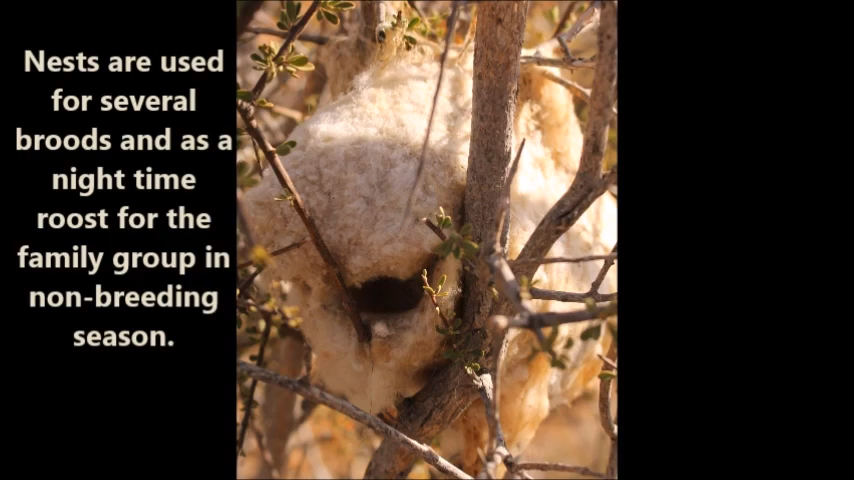 Nests are used
for several
broods and as a
night time
roost for the
family group in
non-breeding
season.